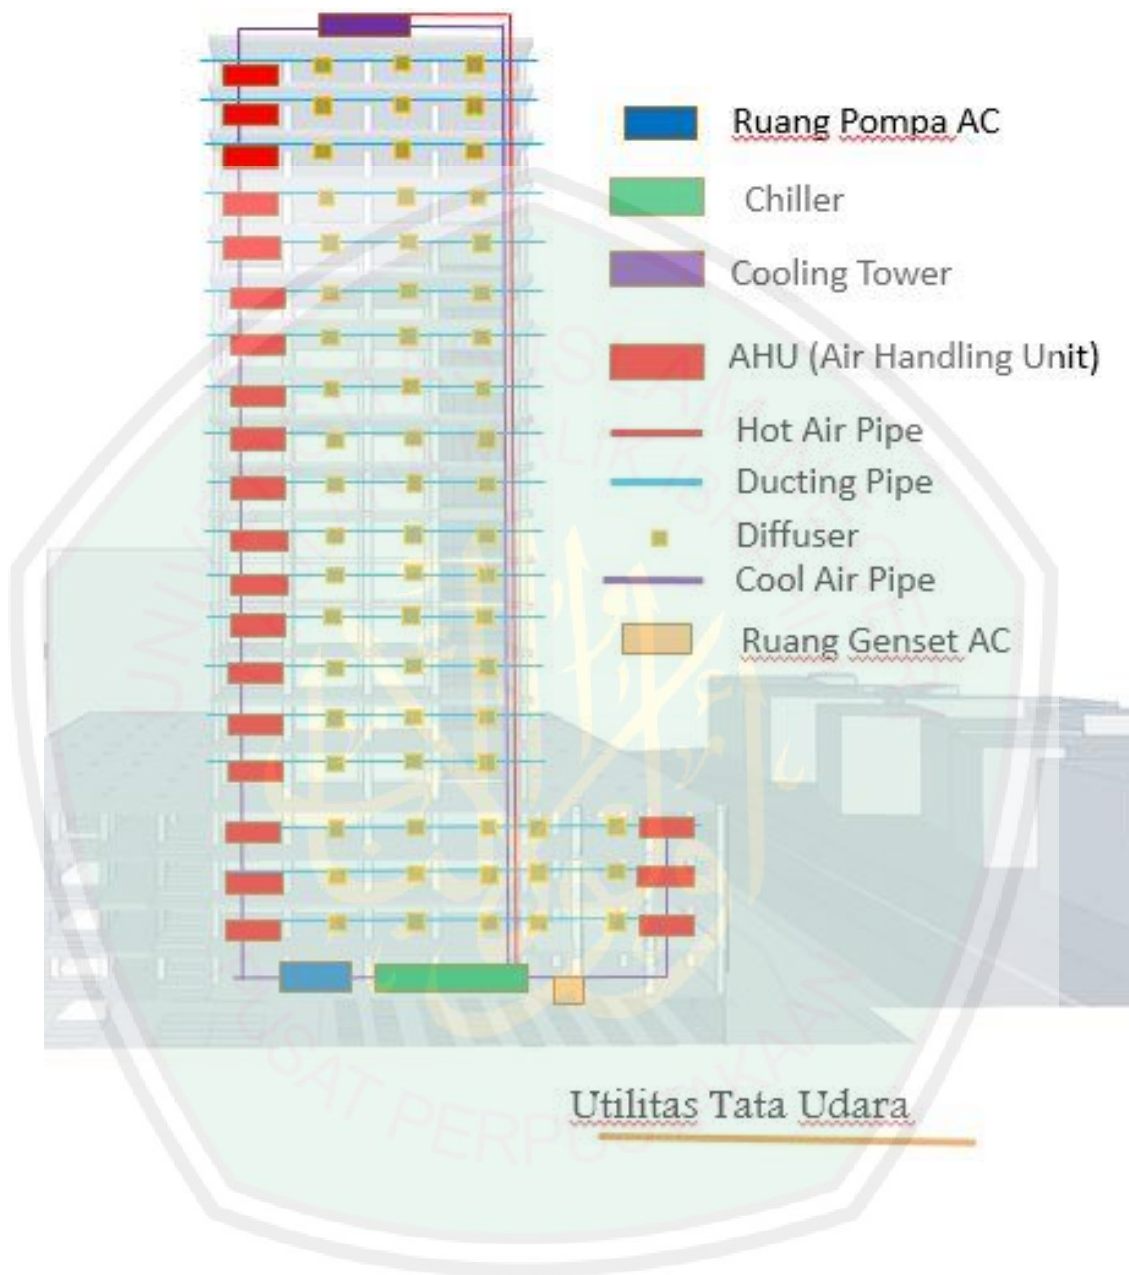 Ruang Pompa AC
Chiller
Cooling Tower
AHU (Air Handling Unit)
Hot Air Pipe
Ducting Pipe
Diffuser
Cool Air Pipe
Ruang Genset AC
Utilitas Tata Udara